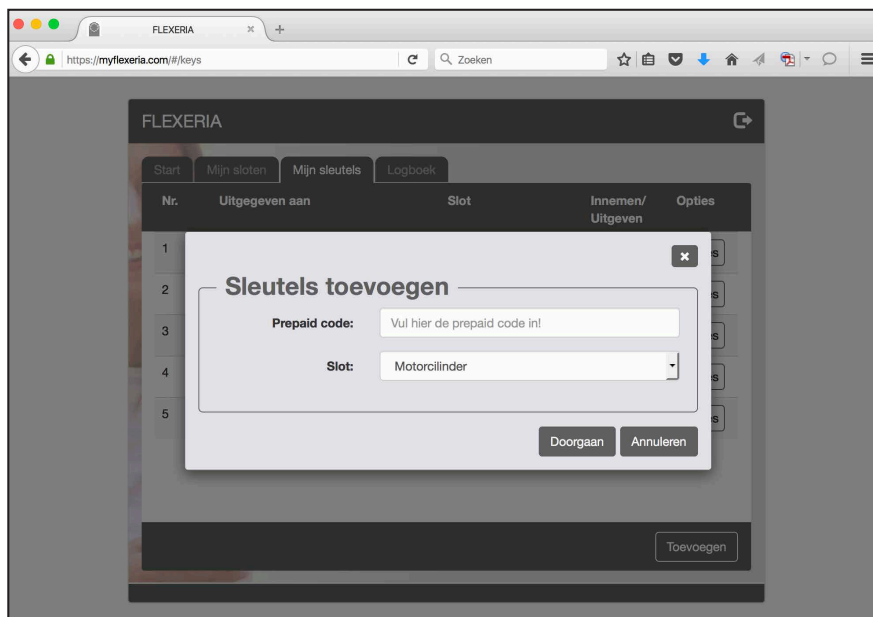 FLEXERIA
https://myflexeria.com/#/keys
Zoeken
FLEXERIA
Start Mijn sloten Mijn sleutels Logboek
Nr. Uitgegeven aan Slot Innemen/ Opties
Uitgeven
1
2
3
4
5
Sleutels toevoegen
Prepaid code: Vul hier de prepaid code in!
Slot: Motorcilinder
Doorgaan Annuleren
Toevoegen